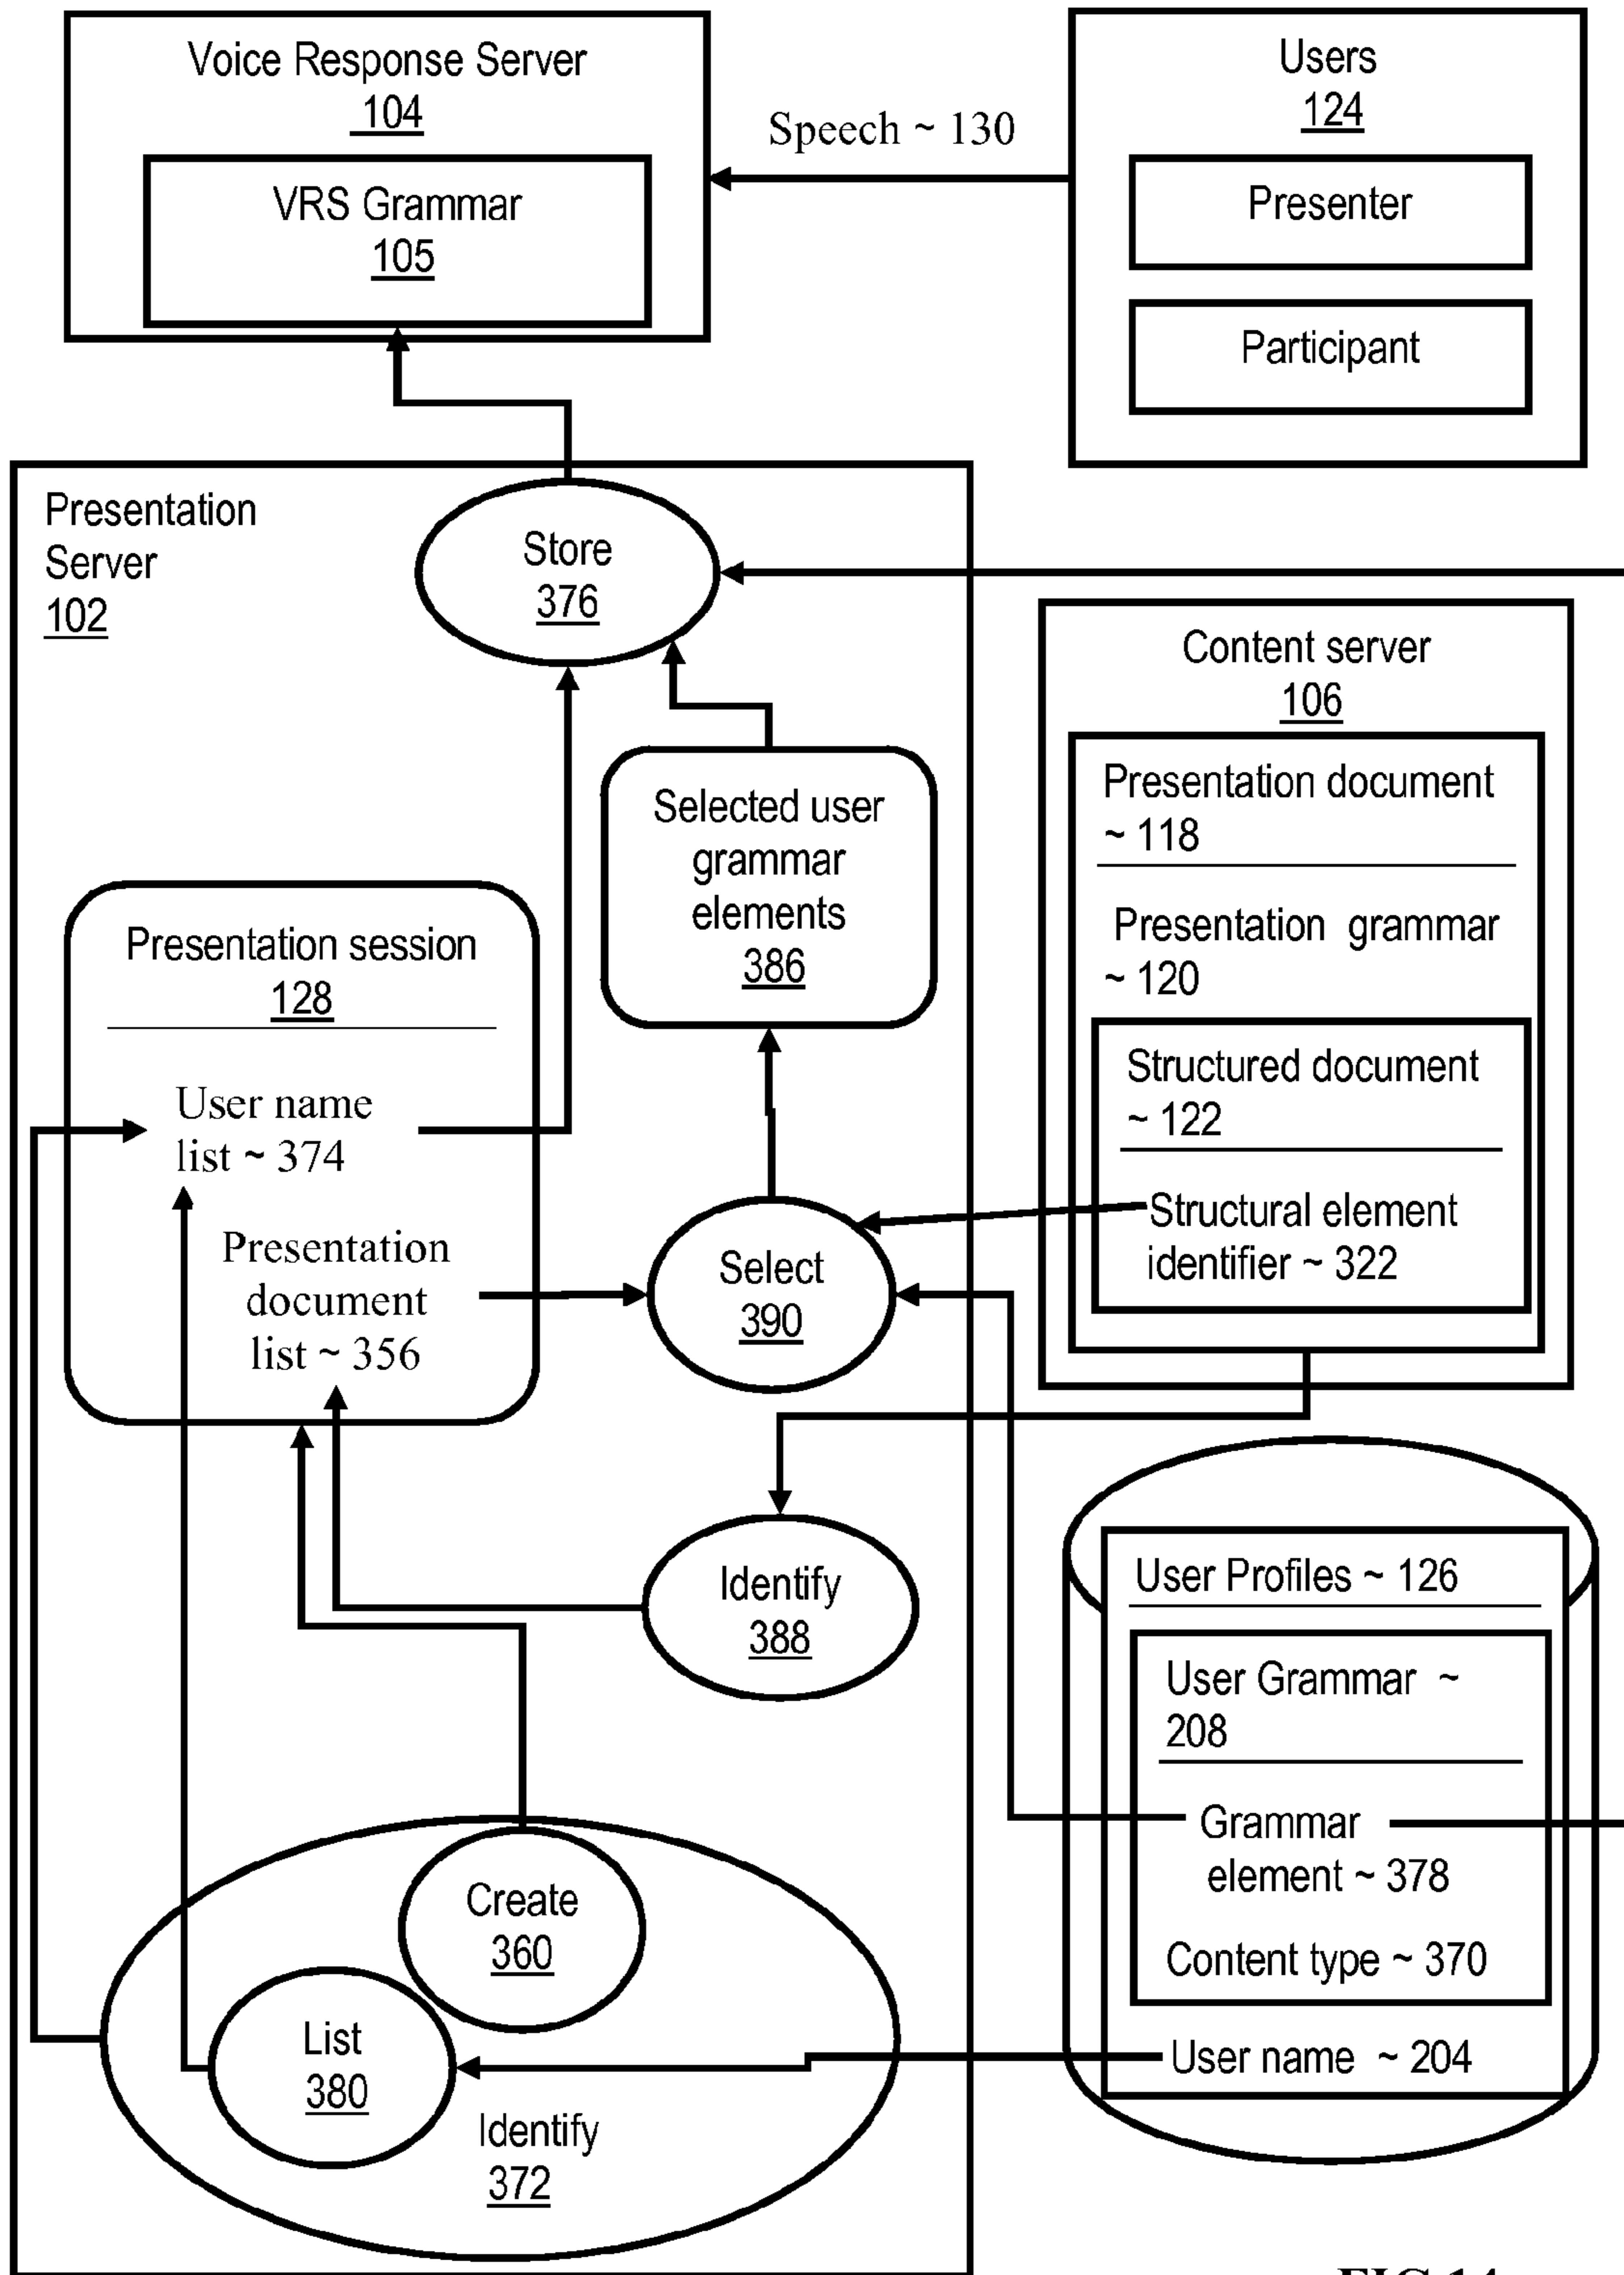 Voice Response Server
104
VRS Grammar
105
Speech ~ 130
Users
124
Presenter
Participant
Presentation
Server
102
Store
376
Selected user
grammar
elements
386
Presentation session
128
User name
list ~ 374
Presentation
document
list ~ 356
Select
390
Identify
388
Create
360
List
380
Identify
372
Content server
106
Presentation document
~ 118
Presentation grammar
~ 120
Structured document
~ 122
Structural element
identifier ~ 322
User Profiles ~ 126
User Grammar ~
208
Grammar
element ~ 378
Content type ~ 370
User name ~ 204
FIG 14